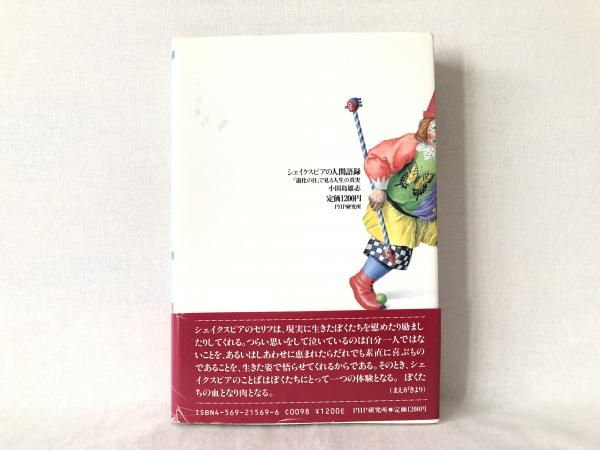 シェイクスピアの人間語録
「道化の目」で見る人生の真実
小田島雄志
定価1200円
PHP研究所
シェイクスピアのセリフは、現実に生きたぼくたちを慰めたり励まし
たりしてくれる。つらい思いをして泣いているのは自分一人ではな
いことを、あるいはしあわせに恵まれたらだれでも素直に喜ぶもの
であることを、生きた姿で悟らせてくれるからである。そのとき、シェ
イクスピアのことばはぼくたちにとって一つの体験となる。ぼくた
ちの血となり肉となる。
(まえがきより)
ISBN4-569-21569-6 C0098 ¥1200E
PHP研究所●定価1200円